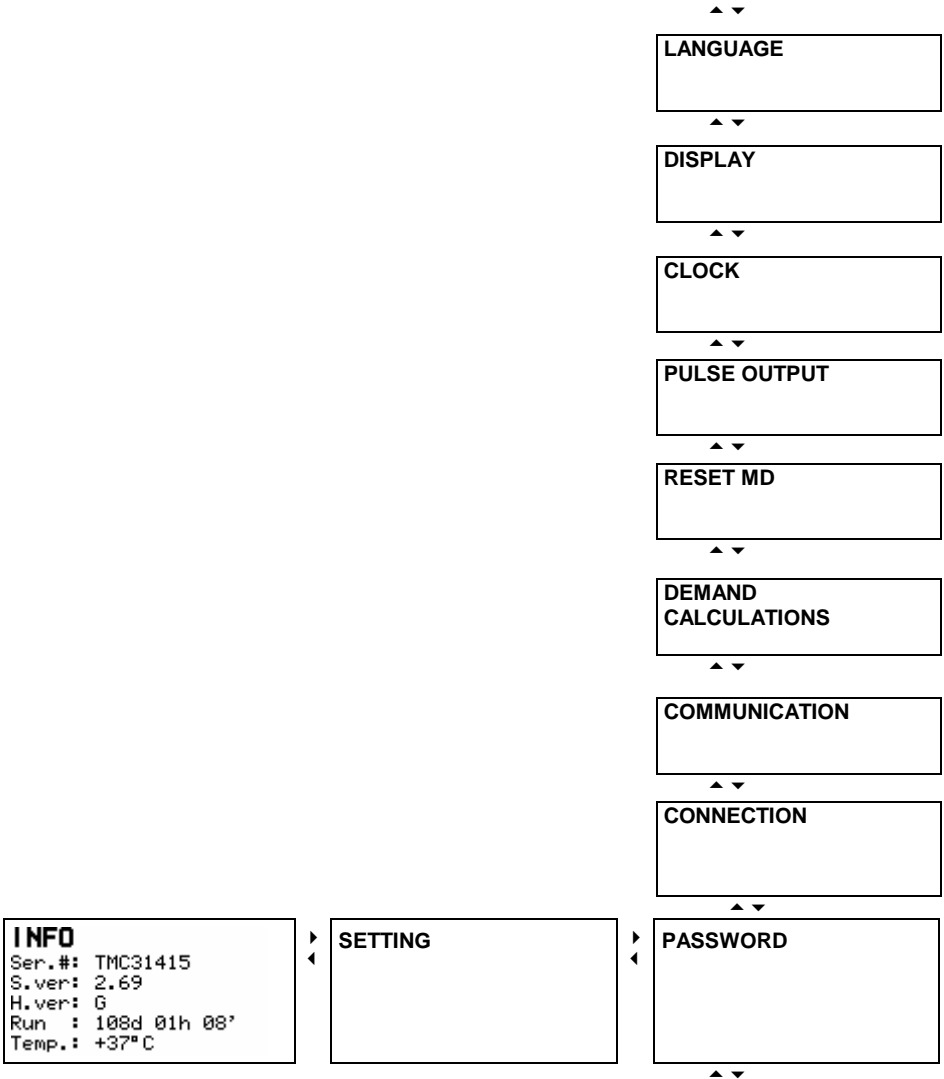 LANGUAGE
DISPLAY
CLOCK
PULSE OUTPUT
RESET MD
DEMAND
CALCULATIONS
COMMUNICATION
CONNECTION
INFO
Ser.#: TMC31415
S.ver: 2.69
H.ver: G
Run : 108d 01h 08'
Temp.: +37°C
SETTING
PASSWORD